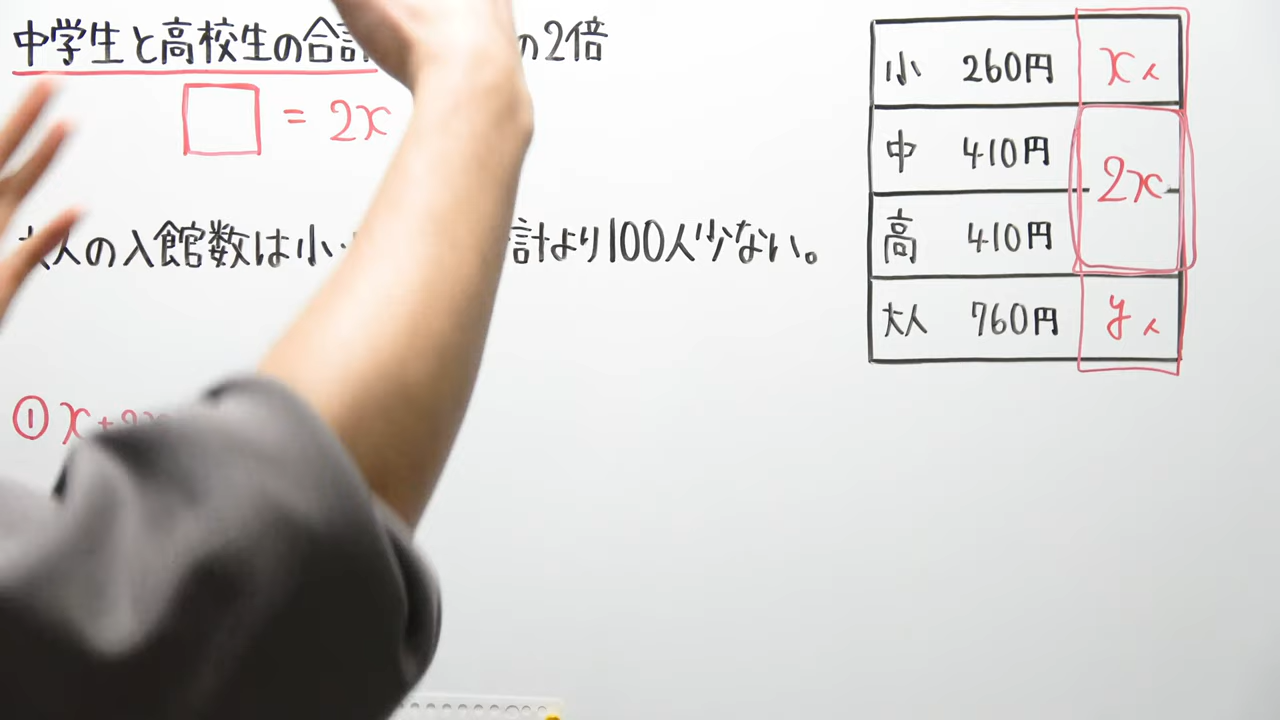 中学生と高校生の合計 の2倍
= 2x
人の入館数は小・ 計より100人少ない。
① x + 2x
小 260円 x人
中 410円
2x
高 410円
大人 760円 y人